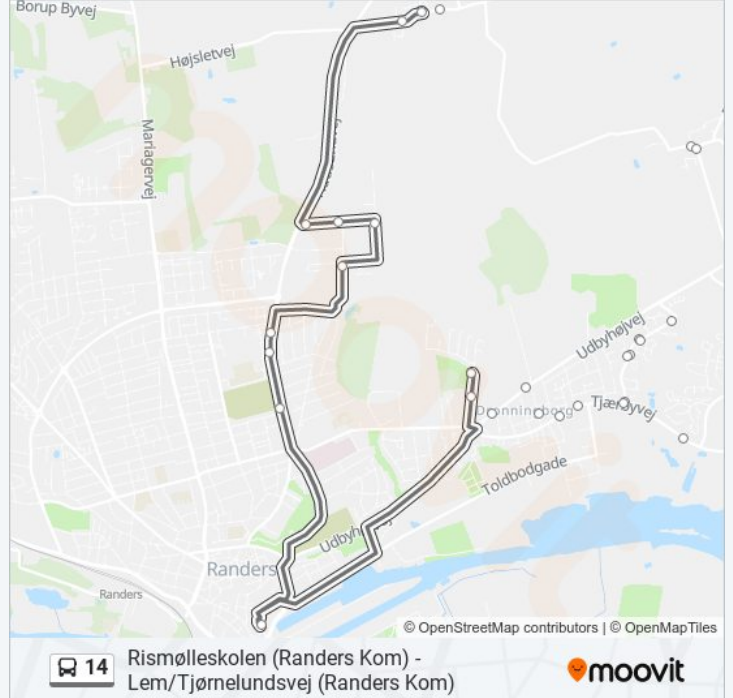 Borup Byvej
Højsletvej
Mariagervej
Udbyhøjvej
Dronningborg
Tjærbyvej
Toldbodgade
Randers
Randers
© OpenStreetMap contributors | © OpenMapTiles
14
Rismølleskolen (Randers Kom) -
Lem/Tjørnelundsvej (Randers Kom)
moovit